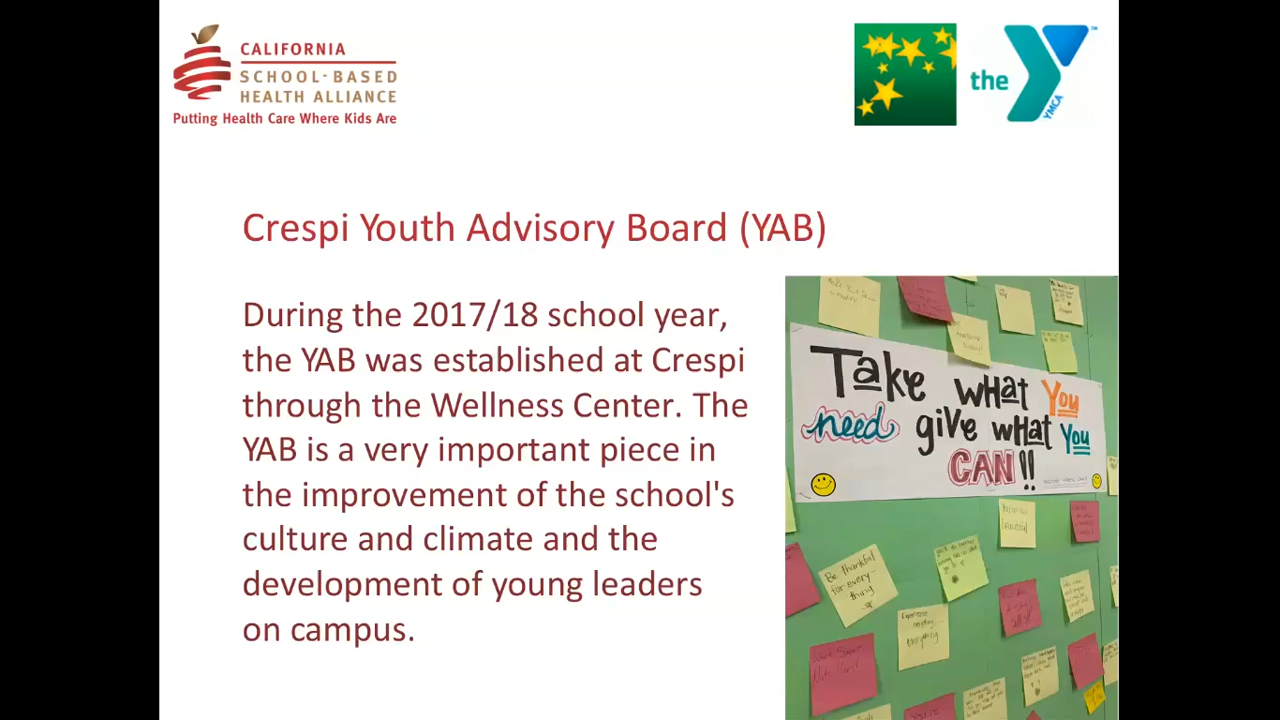 CALIFORNIA
SCHOOL-BASED
HEALTH ALLIANCE
Putting Health Care Where Kids Are
the
YMCA
Crespi Youth Advisory Board (YAB)
During the 2017/18 school year,
the YAB was established at Crespi
through the Wellness Center. The
YAB is a very important piece in
the improvement of the school's
culture and climate and the
development of young leaders
on campus.
Take what You
need give what You
CAN!!
Be thankful
for every-
thing
Experience
everything